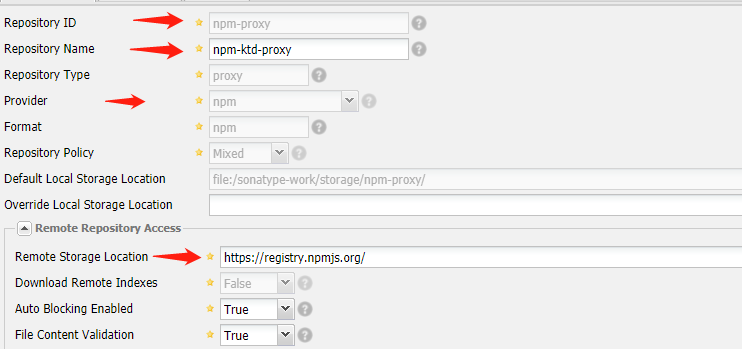 Repository ID npm-proxy
Repository Name npm-ktd-proxy
Repository Type proxy
Provider npm
Format npm
Repository Policy Mixed
Default Local Storage Location file:/sonatype-work/storage/npm-proxy/
Override Local Storage Location
Remote Repository Access
Remote Storage Location https://registry.npmjs.org/
Download Remote Indexes False
Auto Blocking Enabled True
File Content Validation True